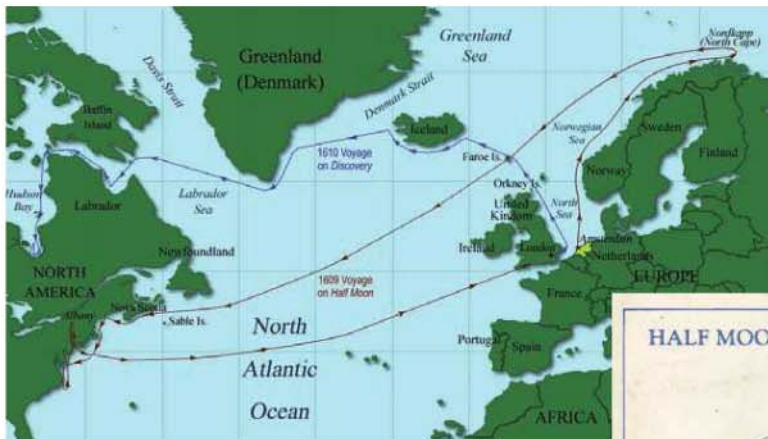 Greenland
Sea
Nordkapp
(North Cape)
Greenland
(Denmark)
Davis Strait
Denmark Strait
Baffin
Island
Iceland
Norwegian
Sea
Sweden
Finland
1610 Voyage
on Discovery
Faroe Is.
Norway
Hudson
Bay
Labrador
Labrador
Sea
Orkney Is.
North
Sea
United
Kingdom
Ireland
London
Amsterdam
Netherlands
Newfoundland
NORTH
AMERICA
1609 Voyage
on Half Moon
EUROPE
France
Nova Scotia
Albany
Sable Is.
North
Atlantic
Ocean
Portugal
Spain
AFRICA
HALF MOO